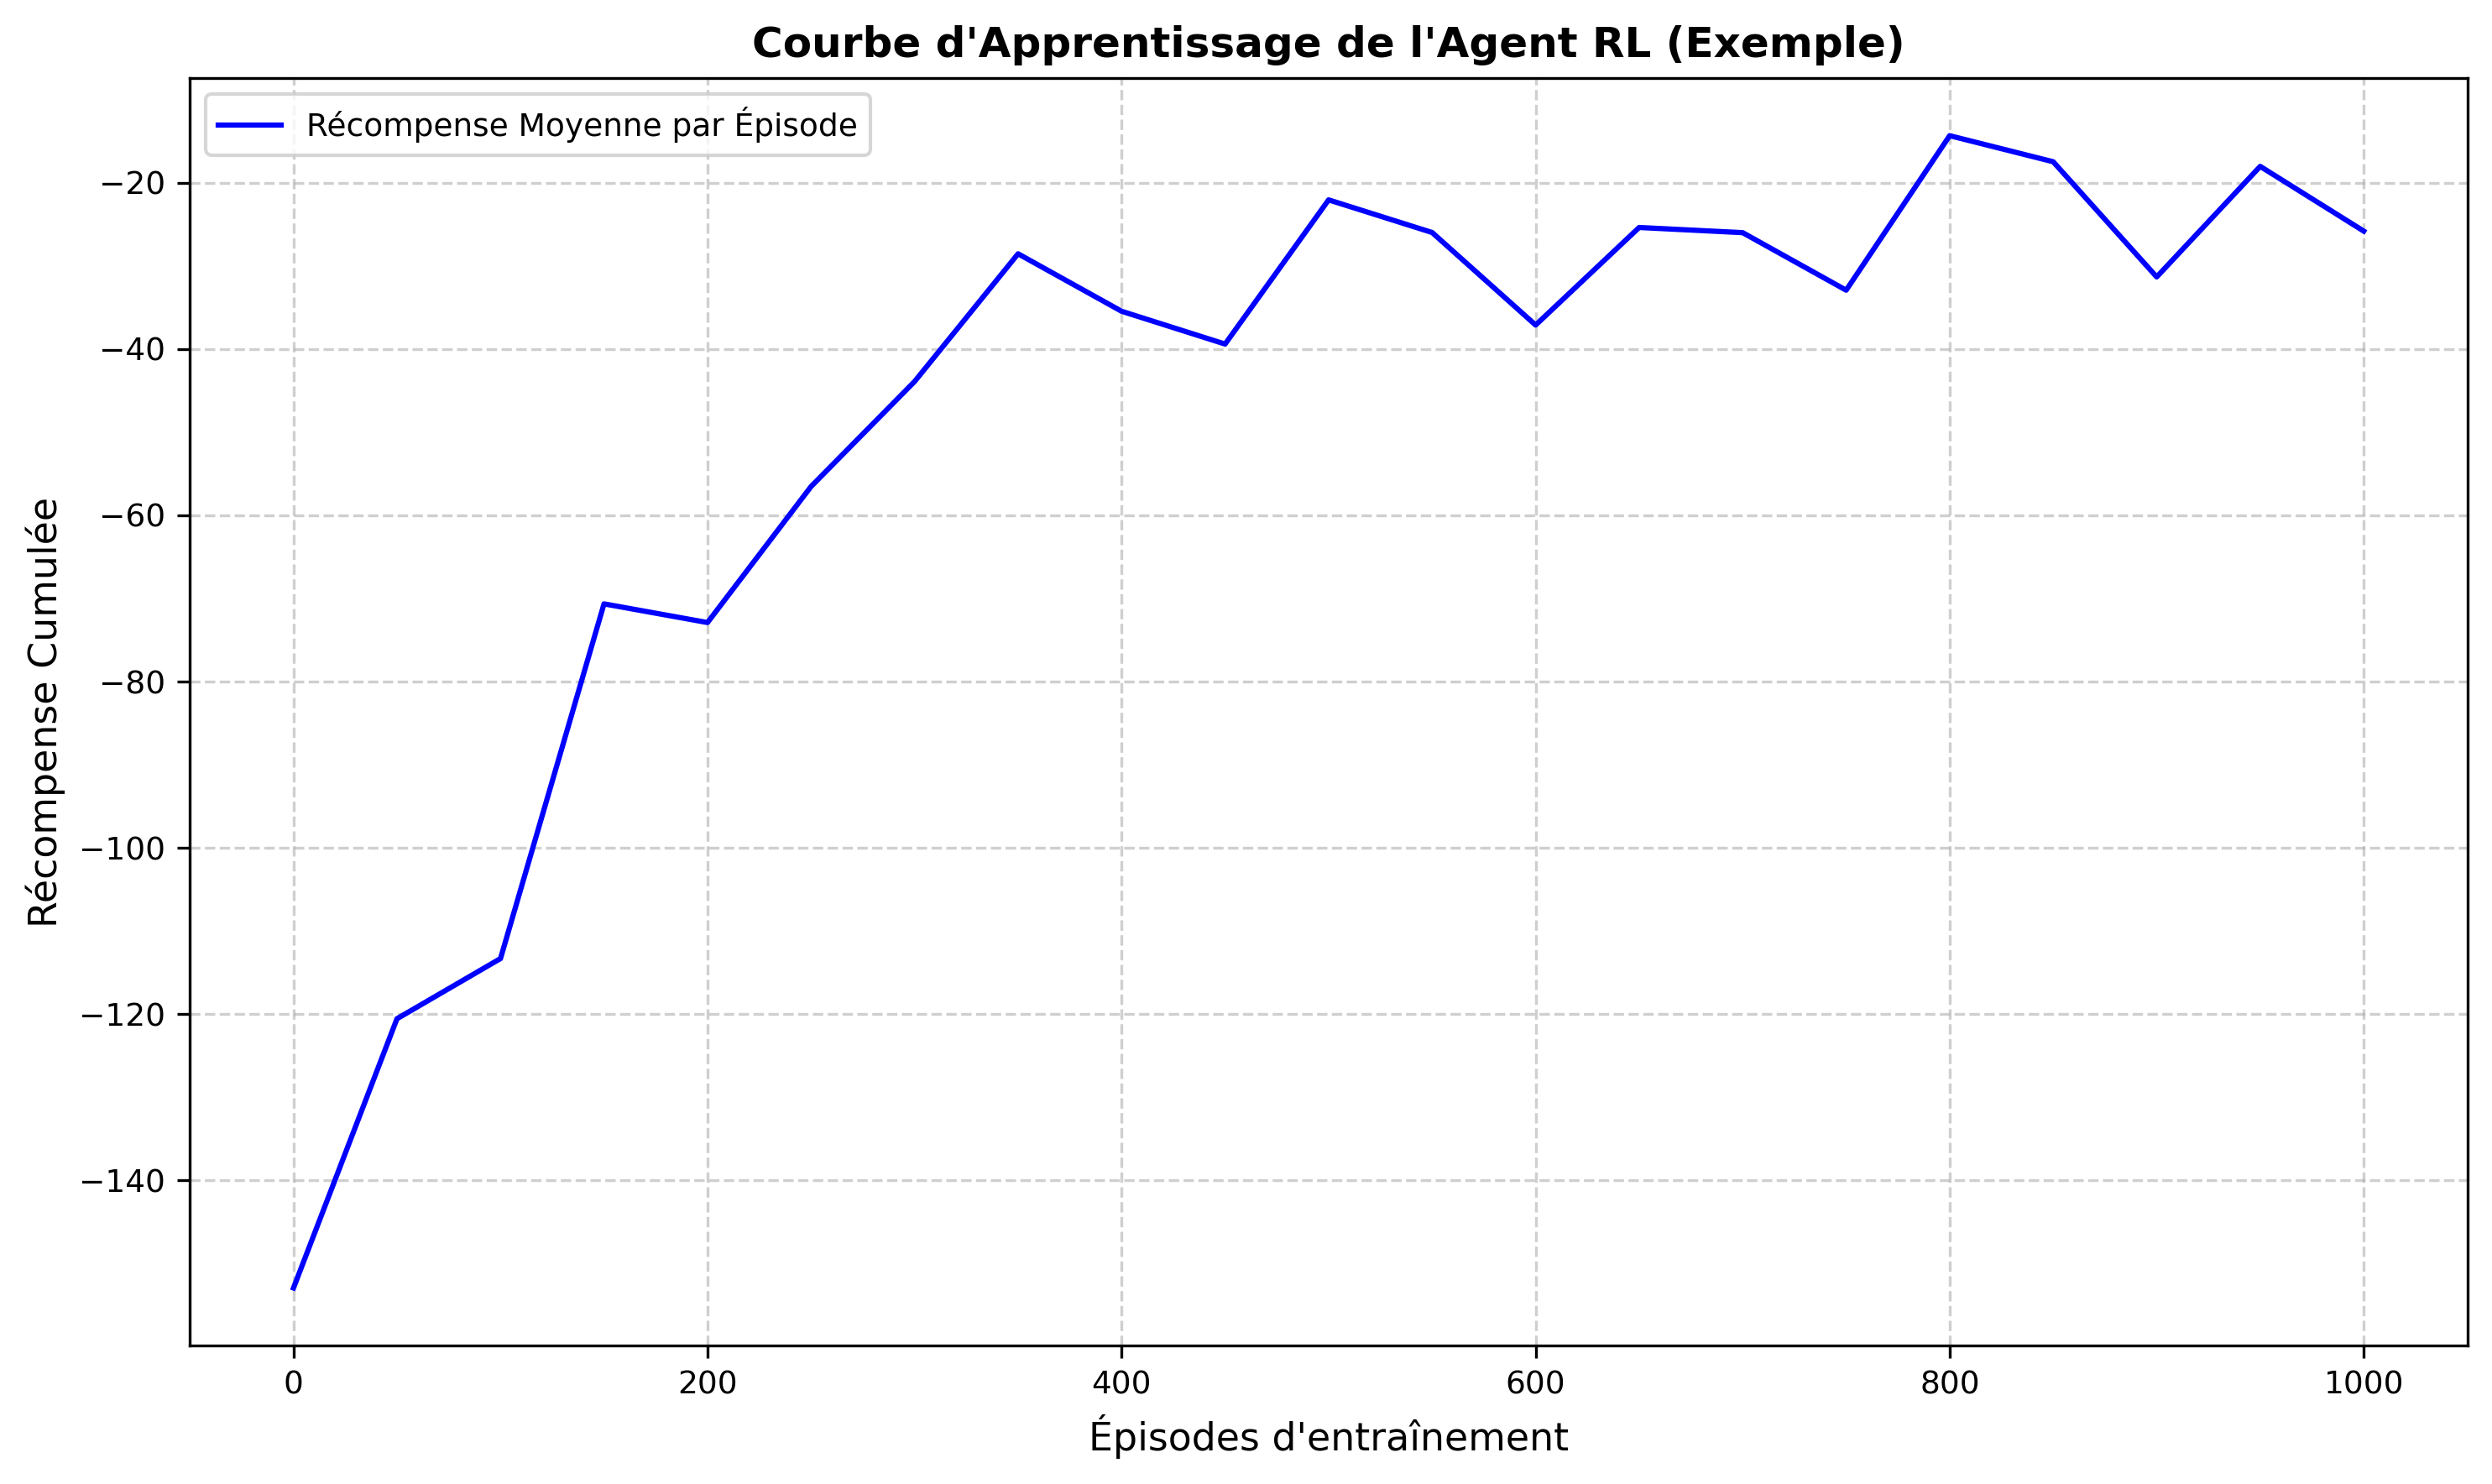 Courbe d'Apprentissage de l'Agent RL (Exemple)
Récompense Moyenne par Épisode
Récompense Cumulée
−20
−40
−60
−80
−100
−120
−140
0 200 400 600 800 1000
Épisodes d'entraînement